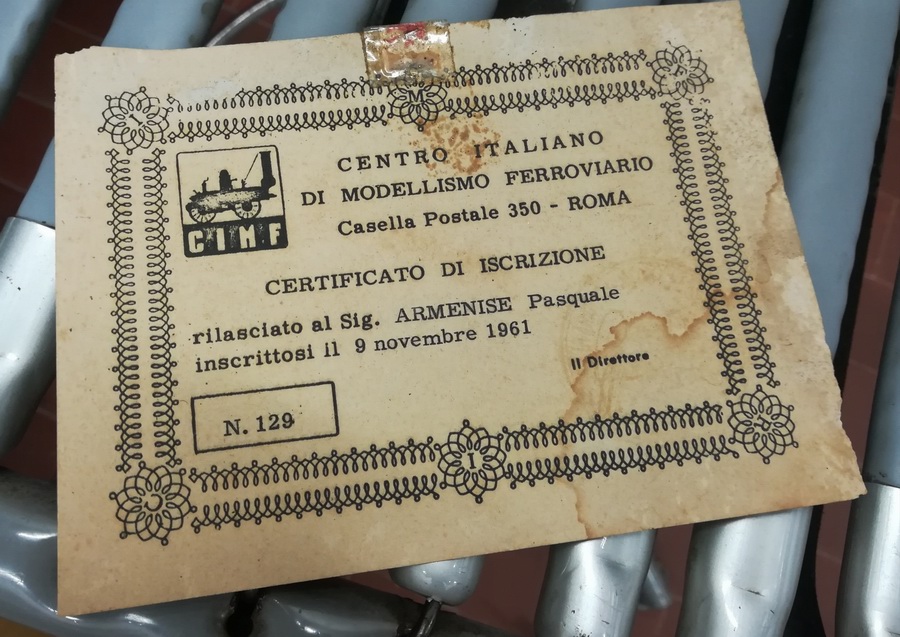 M
CENTRO ITALIANO
DI MODELLISMO FERROVIARIO
Casella Postale 350 - ROMA
CIMF
CERTIFICATO DI ISCRIZIONE
rilasciato al Sig. ARMENISE Pasquale
inscrittosi il 9 novembre 1961
Il Direttore
N. 129
C
I